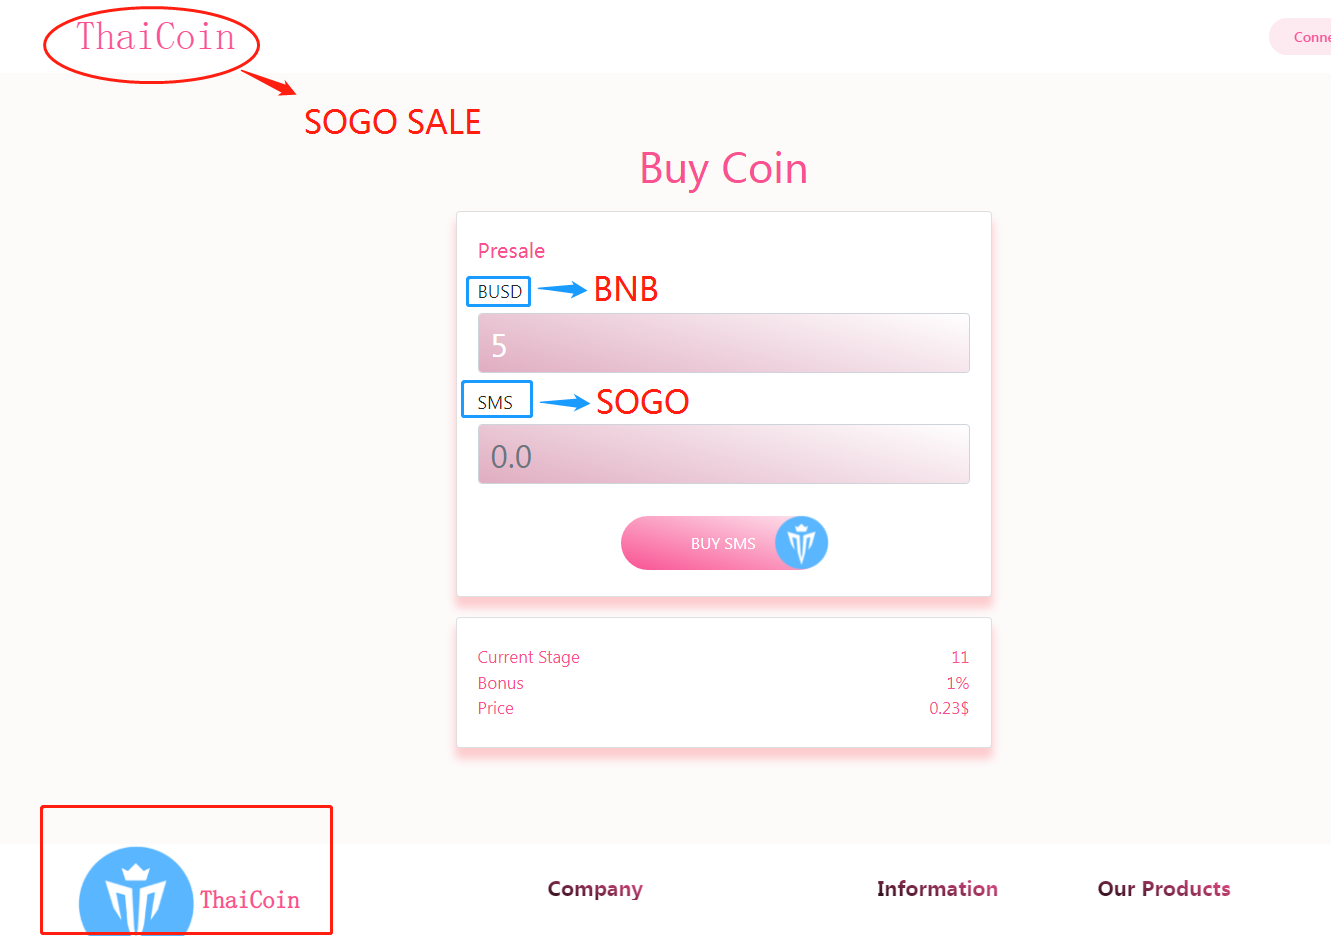 ThaiCoin
Conne
SOGO SALE
Buy Coin
Presale
BUSD
BNB
5
SMS
SOGO
0.0
BUY SMS
Current Stage 11
Bonus 1%
Price 0.23$
ThaiCoin
Company
Information
Our Products